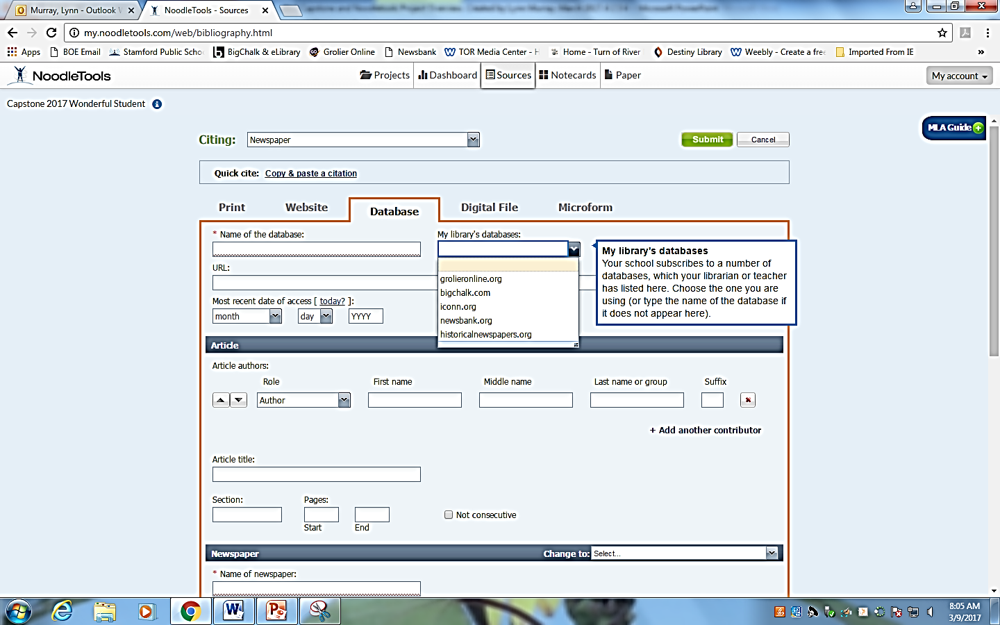 Murray, Lynn - Outlook
NoodleTools - Sources
my.noodletools.com/web/bibliography.html
Apps BOE Email Stamford Public Scho BigChalk & eLibrary Grolier Online Newsbank TOR Media Center - H Home - Turn of River Destiny Library Weebly - Create a free Imported From IE »
NoodleTools Projects Dashboard Sources Notecards Paper My account
Capstone 2017 Wonderful Student
MLA Guide
Citing: Newspaper Submit Cancel
Quick cite: Copy & paste a citation
Print Website Database Digital File Microform
* Name of the database: My library's databases:
My library's databases
Your school subscribes to a number of
databases, which your librarian or teacher
has listed here. Choose the one you are
using (or type the name of the database if
it does not appear here).
URL:
grolieronline.org
bigchalk.com
iconn.org
newsbank.org
historicalnewspapers.org
Most recent date of access [ today? ]:
month day YYYY
Article
Article authors:
Role First name Middle name Last name or group Suffix
Author
+ Add another contributor
Article title:
Section: Pages:
Not consecutive
Start End
Newspaper Change to: Select...
* Name of newspaper:
8:05 AM
3/9/2017